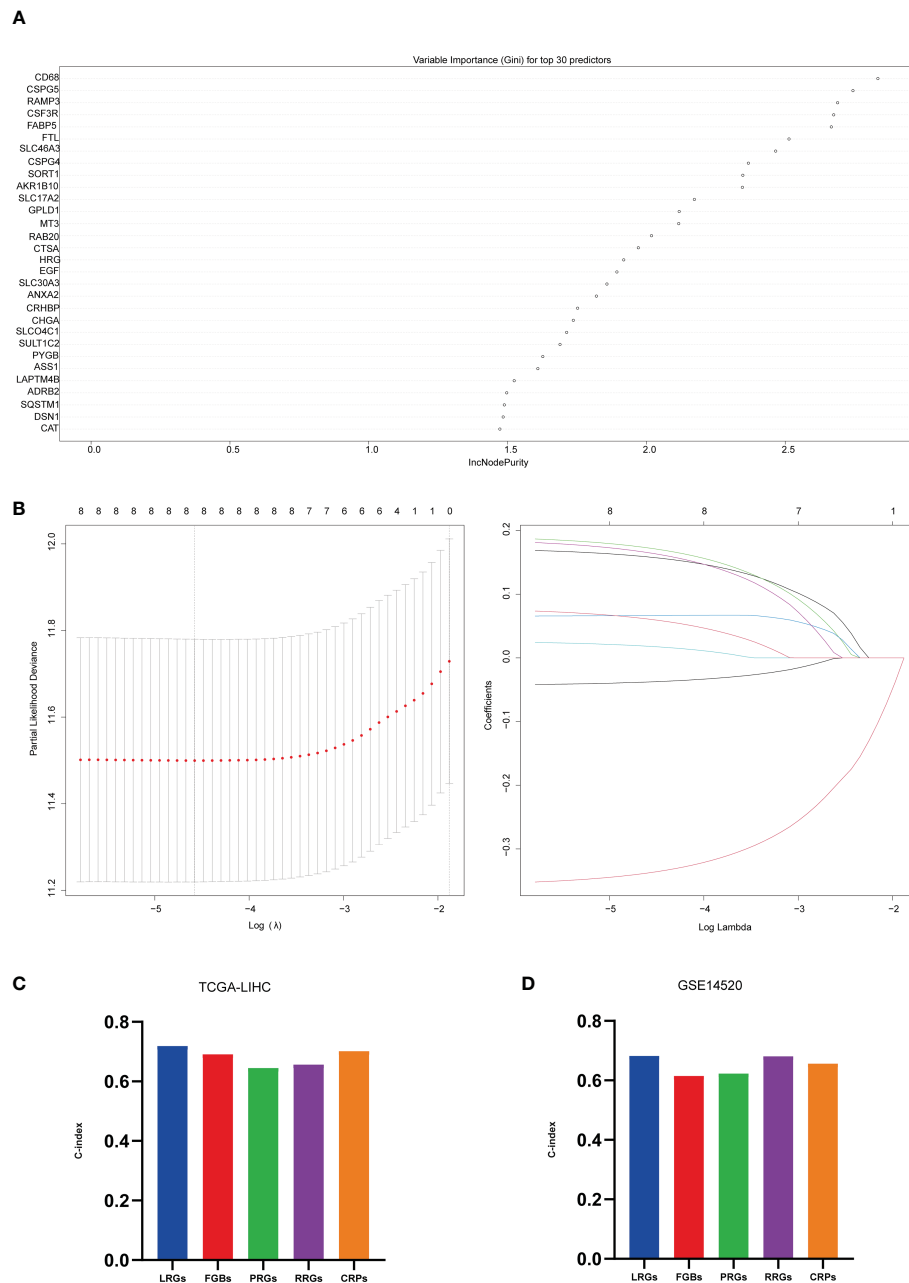 A
Variable Importance (Gini) for top 30 predictors
CD68
CSPG5
RAMP3
CSF3R
FABP5
FTL
SLC46A3
CSPG4
SORT1
AKR1B10
SLC17A2
GPLD1
MT3
RAB20
CTSA
HRG
EGF
SLC30A3
ANXA2
CRHBP
CHGA
SLCO4C1
SULT1C2
PYGB
ASS1
LAPTM4B
ADRB2
SQSTM1
DSN1
CAT
0.0 0.5 1.0 1.5 2.0 2.5
IncNodePurity
B
8 8 8 8 8 8 8 8 8 8 8 8 8 7 7 6 6 6 4 1 1 0
12.0
11.8
11.6
11.4
11.2
Partial Likelihood Deviance
−5 −4 −3 −2
Log (λ)
8 8 7 1
0.2
0.1
0.0
−0.1
−0.2
−0.3
Coefficients
−5 −4 −3 −2
Log Lambda
C
TCGA-LIHC
0.8
0.6
0.4
0.2
0.0
C-index
LRGs FGBs PRGs RRGs CRPs
D
GSE14520
0.8
0.6
0.4
0.2
0.0
C-index
LRGs FGBs PRGs RRGs CRPs